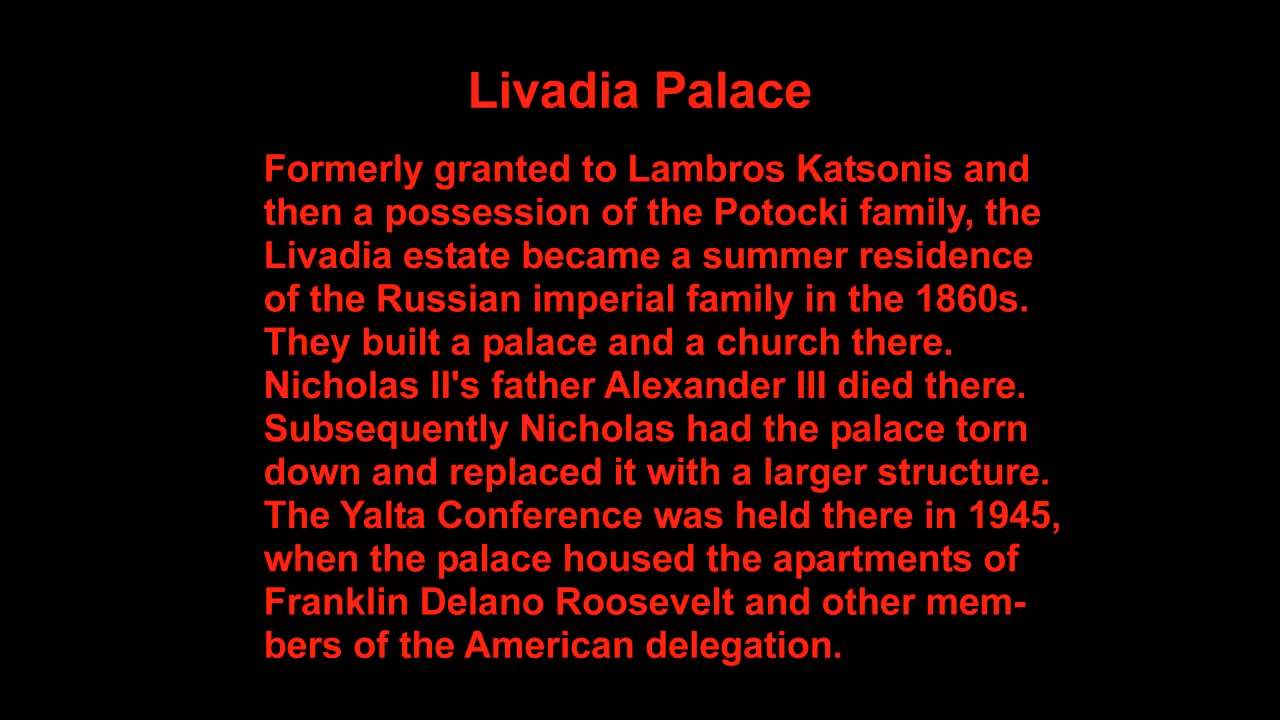 Livadia Palace
Formerly granted to Lambros Katsonis and
then a possession of the Potocki family, the
Livadia estate became a summer residence
of the Russian imperial family in the 1860s.
They built a palace and a church there.
Nicholas II's father Alexander III died there.
Subsequently Nicholas had the palace torn
down and replaced it with a larger structure.
The Yalta Conference was held there in 1945,
when the palace housed the apartments of
Franklin Delano Roosevelt and other mem-
bers of the American delegation.